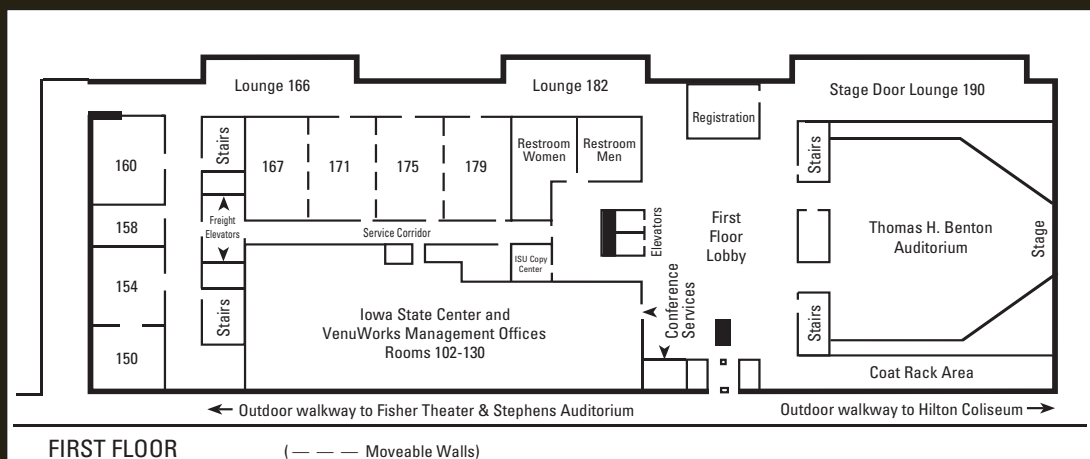 Lounge 166
Lounge 182
Stage Door Lounge 190
Registration
Stairs
160
167
171
175
179
Restroom
Women
Restroom
Men
Stairs
158
Freight
Elevators
Service Corridor
ISU Copy
Center
Elevators
First
Floor
Lobby
Thomas H. Benton
Auditorium
Stage
154
Stairs
Iowa State Center and
VenuWorks Management Offices
Rooms 102-130
Conference
Services
Stairs
150
Coat Rack Area
Outdoor walkway to Fisher Theater & Stephens Auditorium
Outdoor walkway to Hilton Coliseum
FIRST FLOOR
( — — — Moveable Walls)